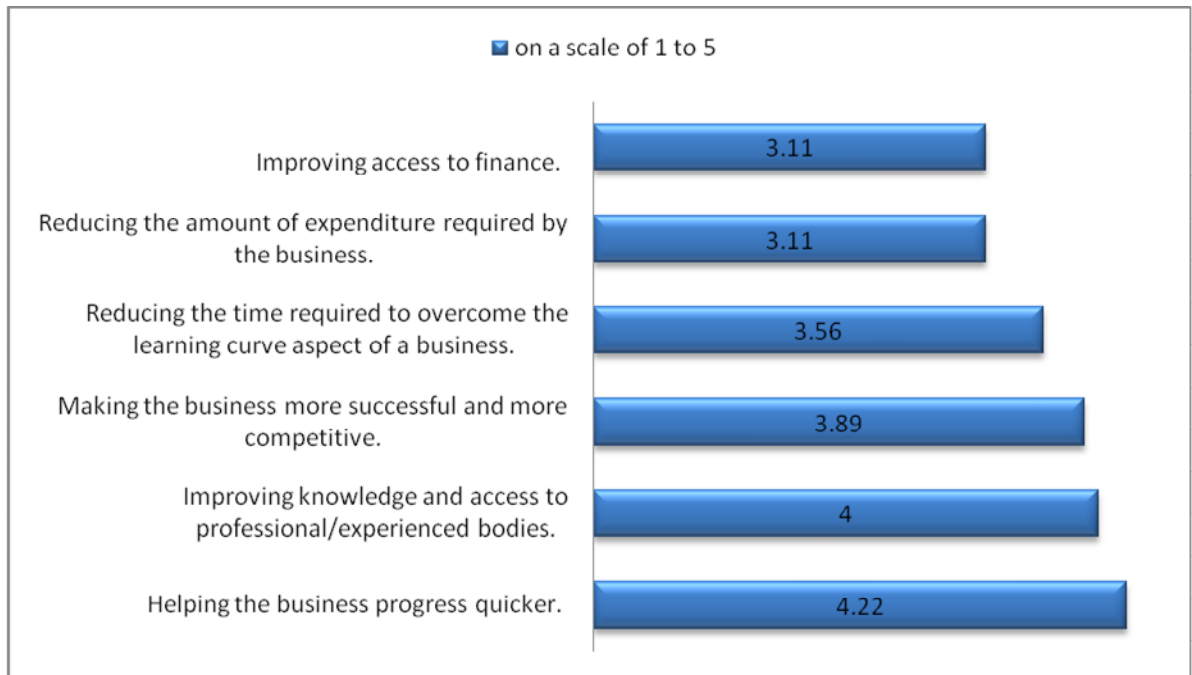 on a scale of 1 to 5
Improving access to finance.
3.11
Reducing the amount of expenditure required by
the business.
3.11
Reducing the time required to overcome the
learning curve aspect of a business.
3.56
Making the business more successful and more
competitive.
3.89
Improving knowledge and access to
professional/experienced bodies.
4
Helping the business progress quicker.
4.22